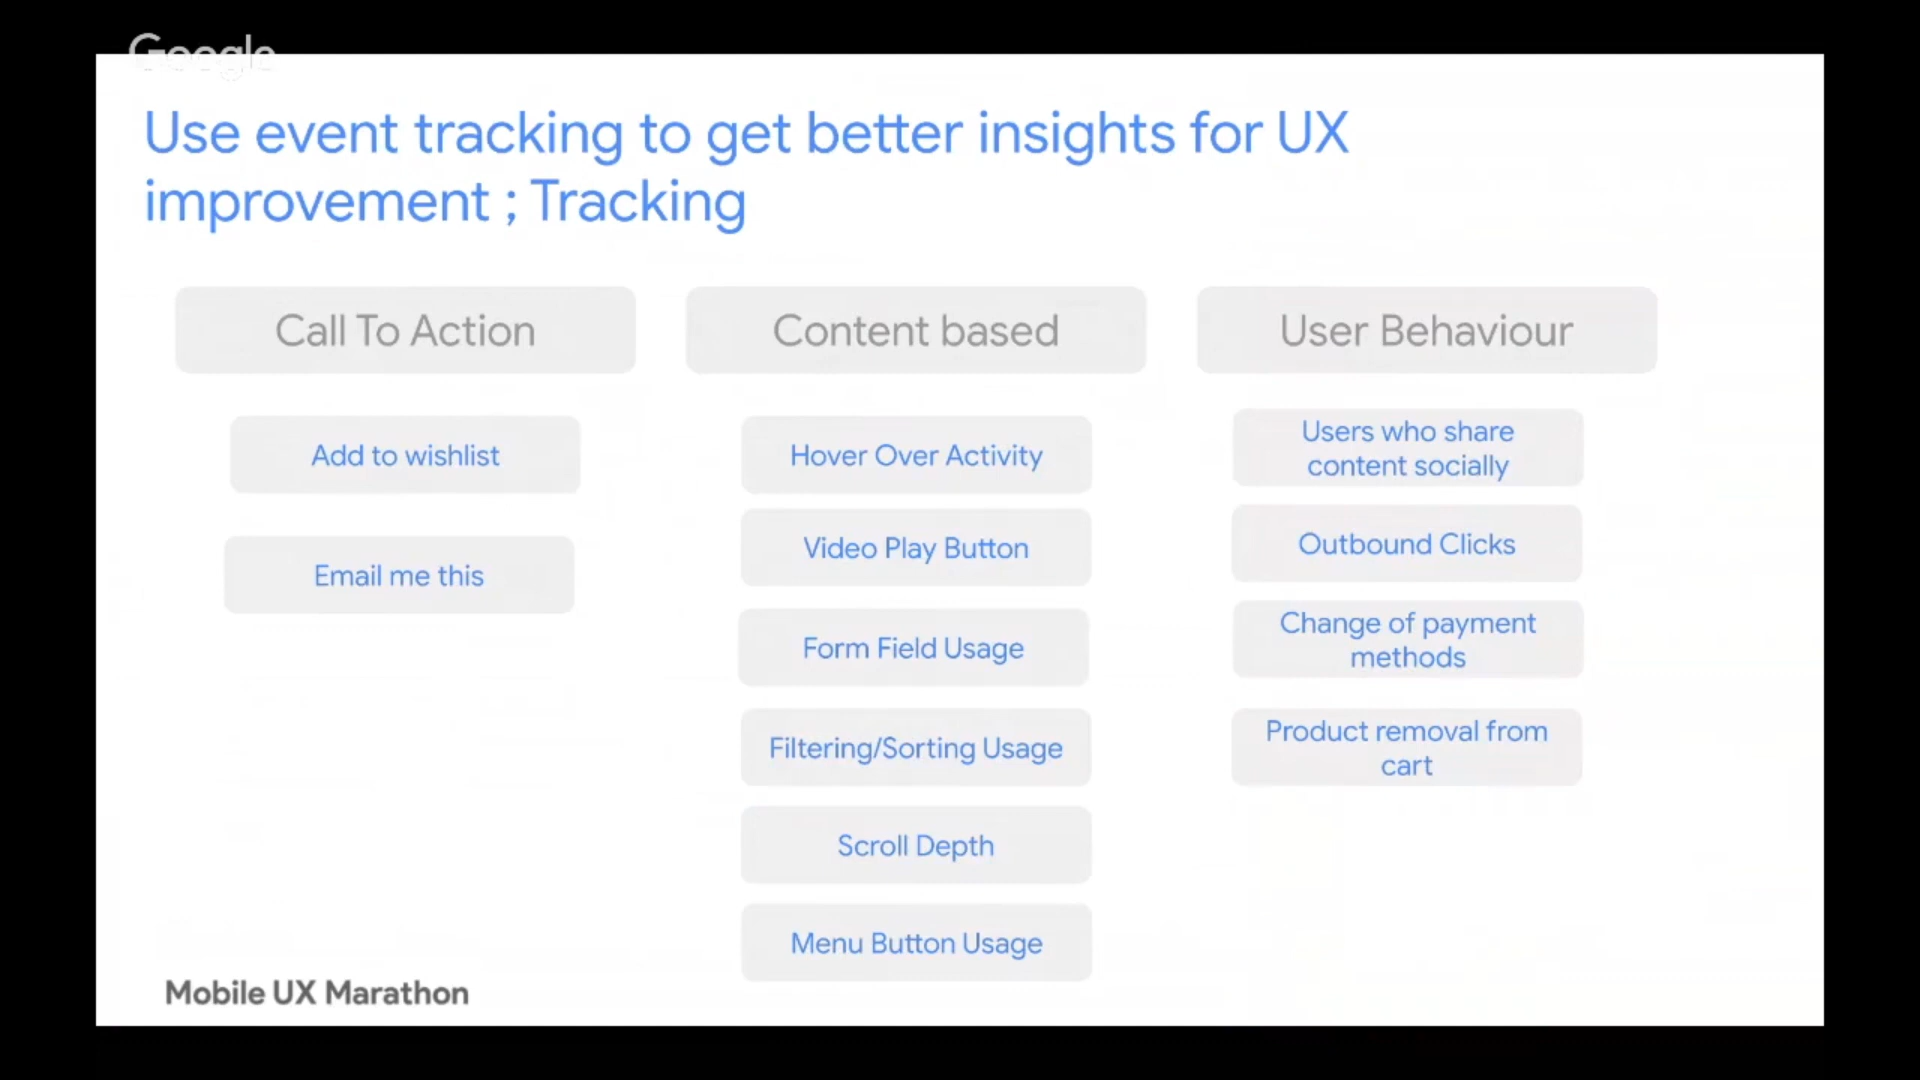 Google
Use event tracking to get better insights for UX
improvement ; Tracking
Call To Action
Add to wishlist
Email me this
Content based
Hover Over Activity
Video Play Button
Form Field Usage
Filtering/Sorting Usage
Scroll Depth
Menu Button Usage
User Behaviour
Users who share
content socially
Outbound Clicks
Change of payment
methods
Product removal from
cart
Mobile UX Marathon